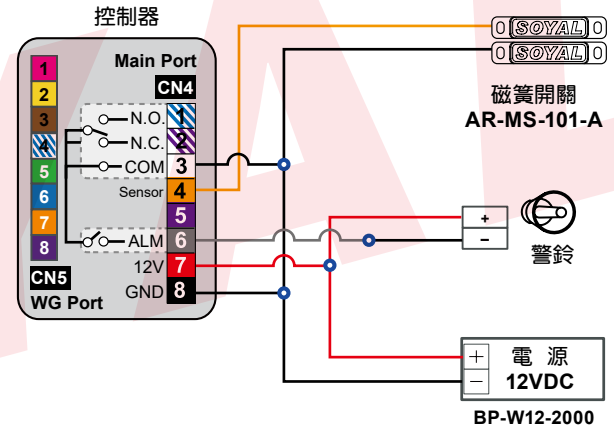 控制器
Main Port
CN4
1
2
3
4
5
6
7
8
CN5
WG Port
N.O.
N.C.
COM
Sensor
ALM
12V
GND
1
2
3
4
5
6
7
8
SOYAL
SOYAL
磁簧開關
AR-MS-101-A
+
−
警鈴
+
−
電 源
12VDC
BP-W12-2000